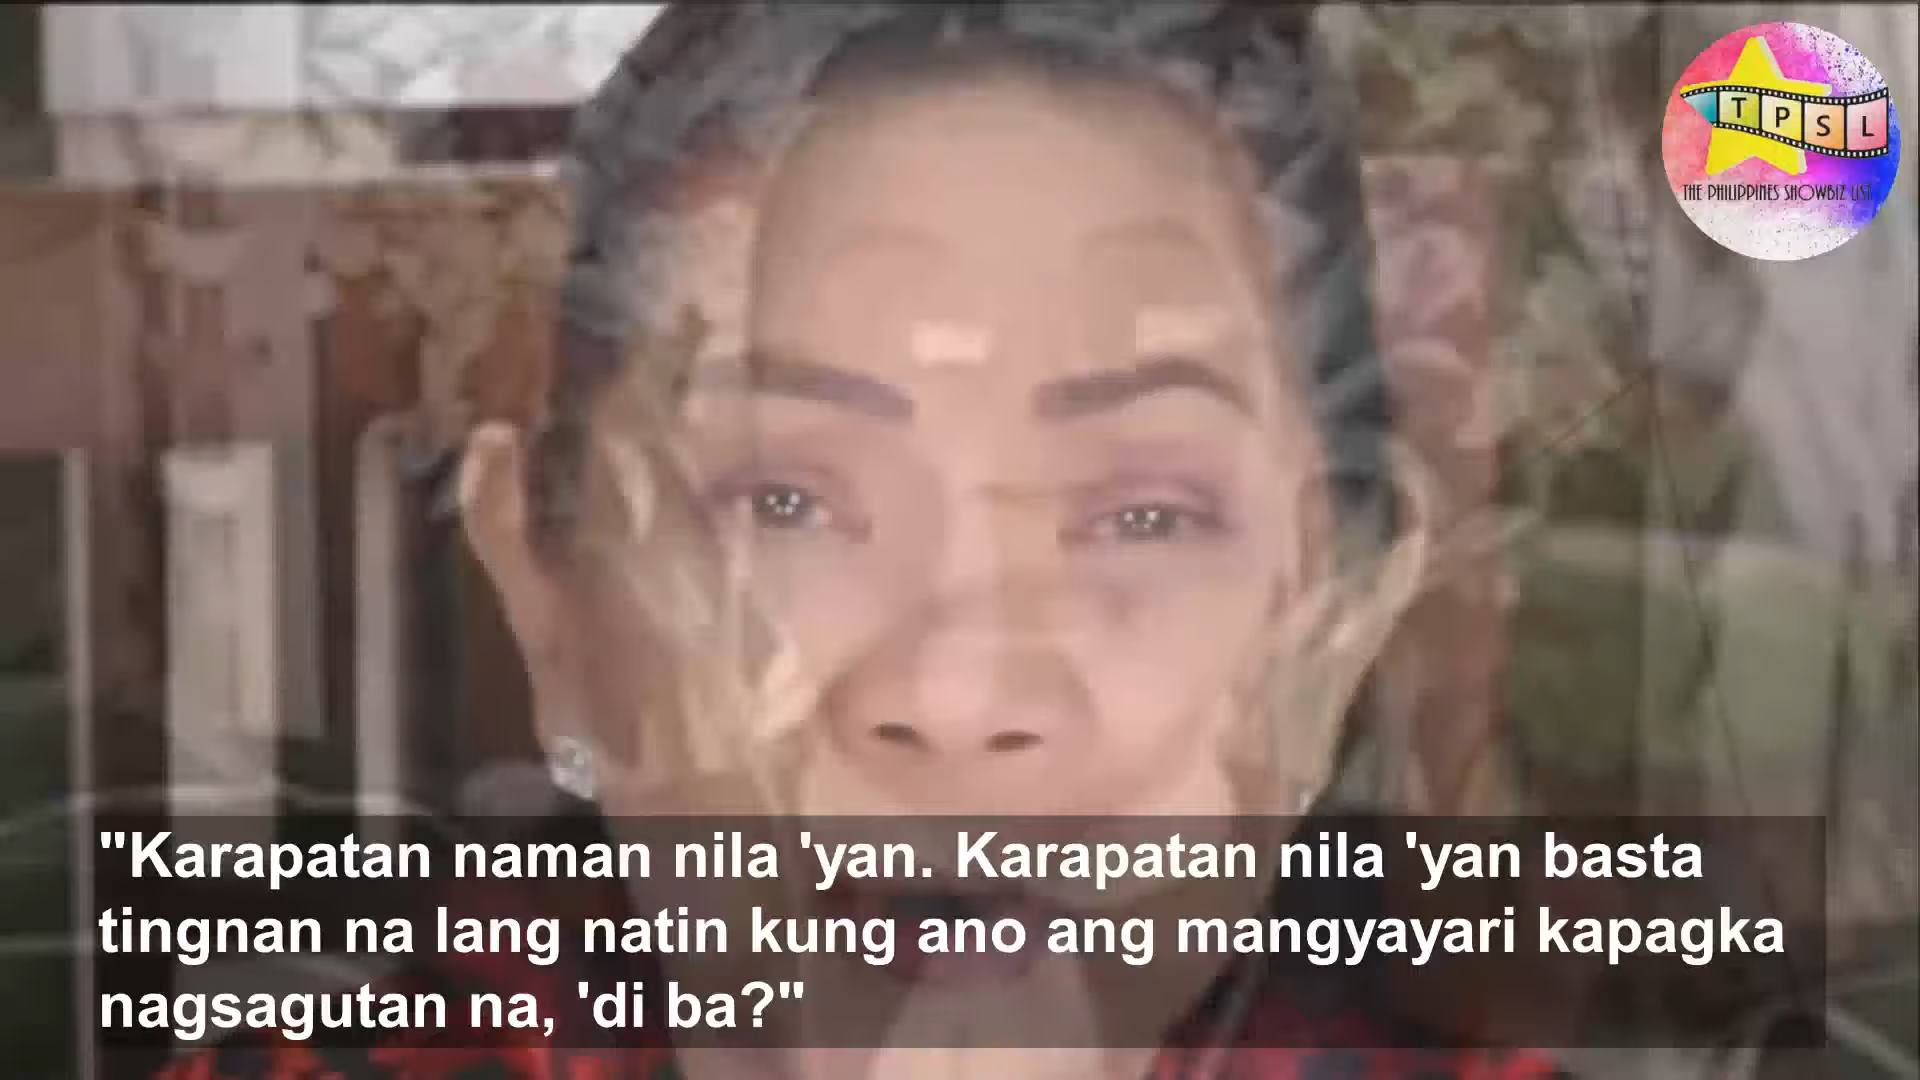 T P S L
THE PHILIPPINES SHOWBIZ LIST
"Karapatan naman nila 'yan. Karapatan nila 'yan basta
tingnan na lang natin kung ano ang mangyayari kapagka
nagsagutan na, 'di ba?"